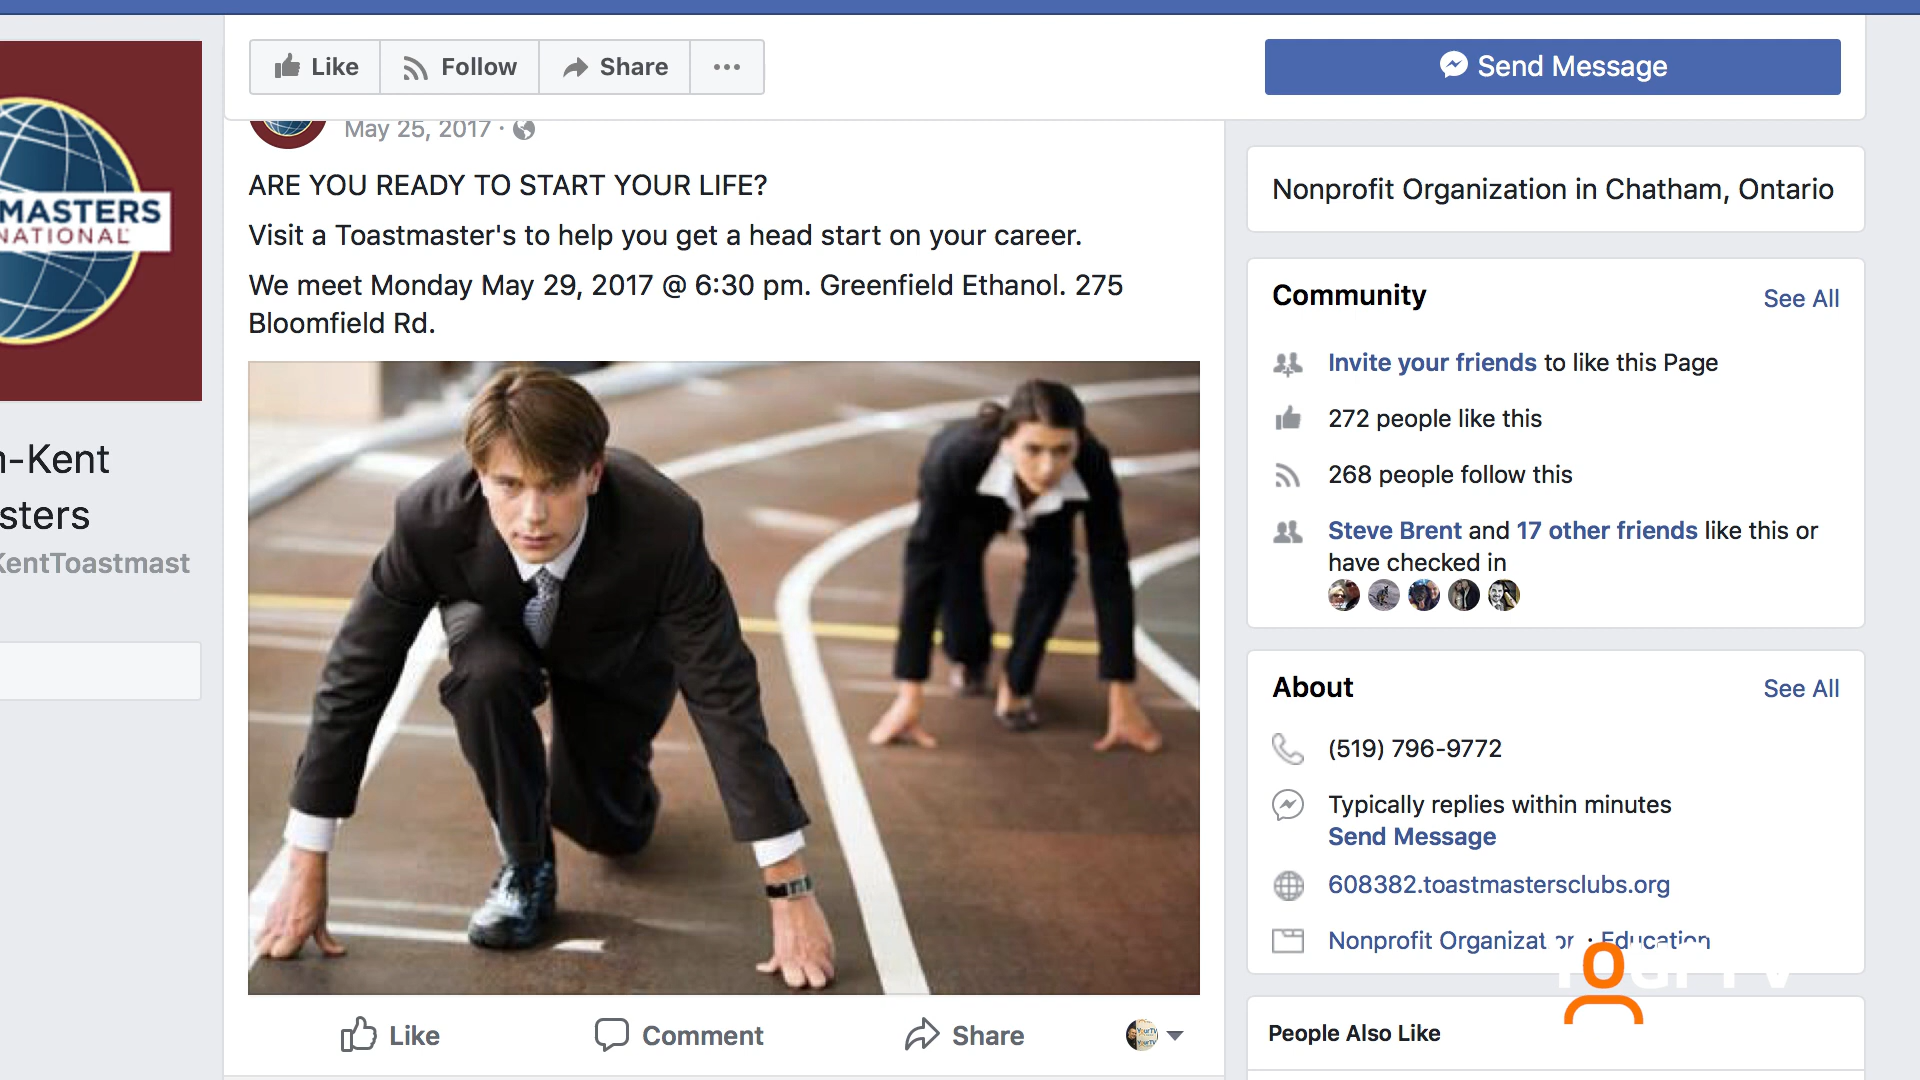 Like
Follow
Share
Send Message
MASTERS
NATIONAL
n-Kent
sters
KentToastmast
May 25, 2017 ·
ARE YOU READY TO START YOUR LIFE?
Visit a Toastmaster's to help you get a head start on your career.
We meet Monday May 29, 2017 @ 6:30 pm. Greenfield Ethanol. 275
Bloomfield Rd.
Like
Comment
Share
Nonprofit Organization in Chatham, Ontario
Community
See All
Invite your friends to like this Page
272 people like this
268 people follow this
Steve Brent and 17 other friends like this or
have checked in
About
See All
(519) 796-9772
Typically replies within minutes
Send Message
608382.toastmastersclubs.org
Nonprofit Organization · Education
YourTV
People Also Like